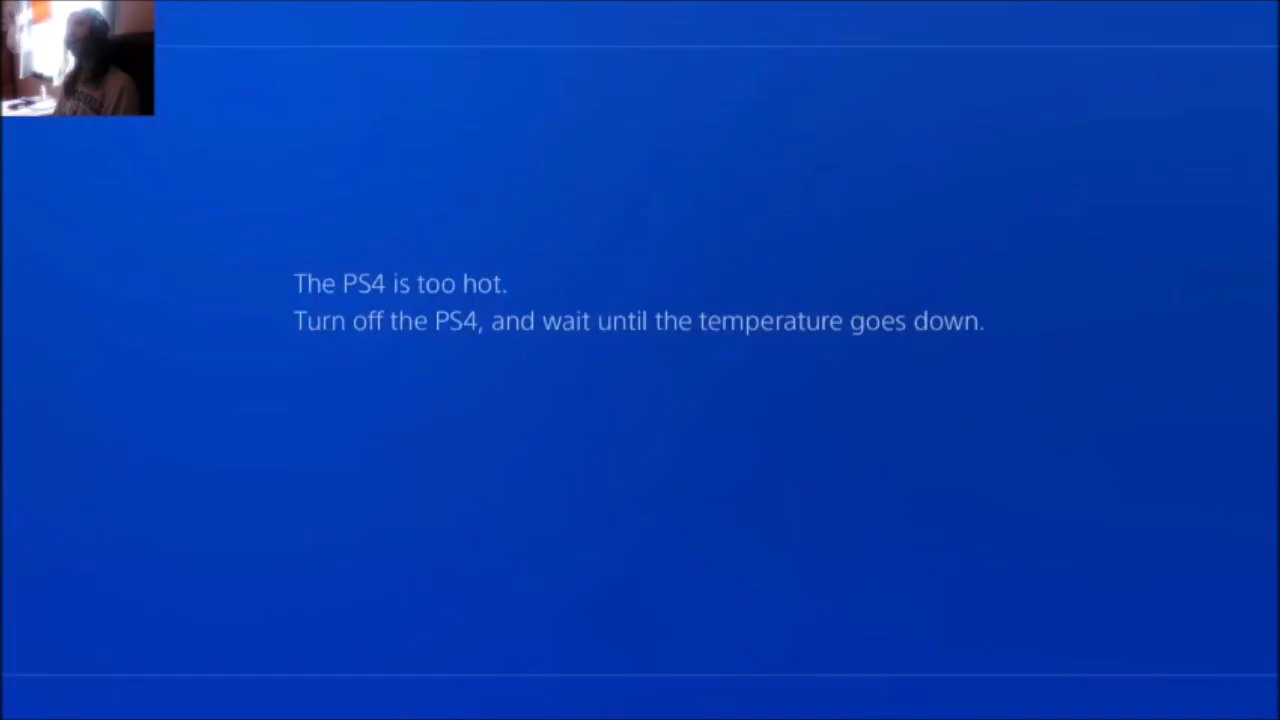 The PS4 is too hot.
Turn off the PS4, and wait until the temperature goes down.